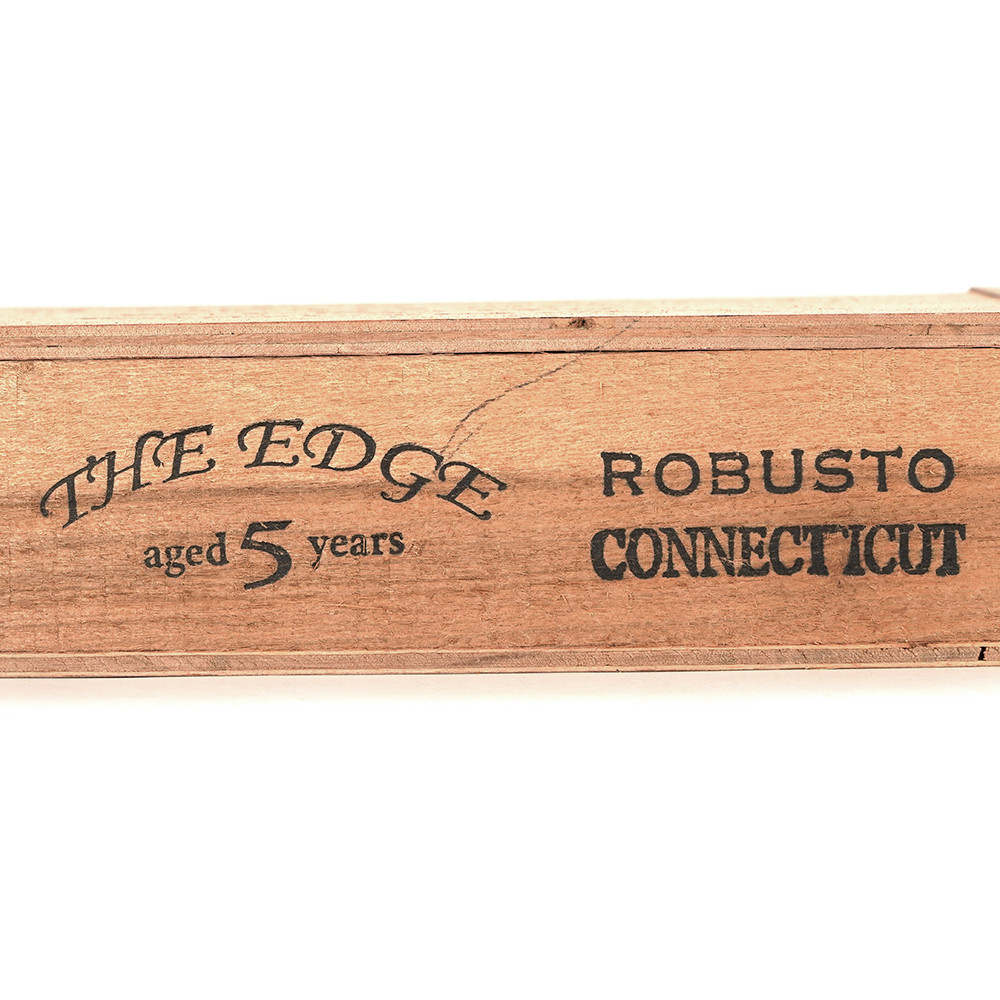 THE EDGE
aged 5 years
ROBUSTO
CONNECTICUT